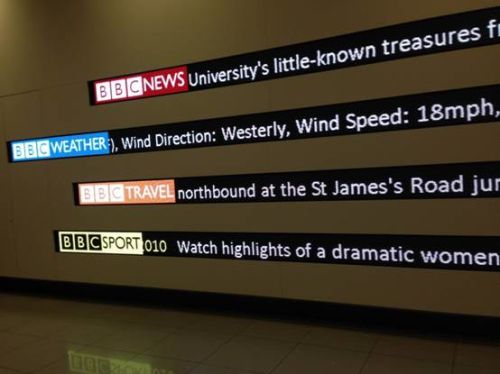 BBC NEWS University's little-known treasures
BBC WEATHER ), Wind Direction: Westerly, Wind Speed: 18mph,
BBC TRAVEL northbound at the St James's Road
BBC SPORT 010 Watch highlights of a dramatic women